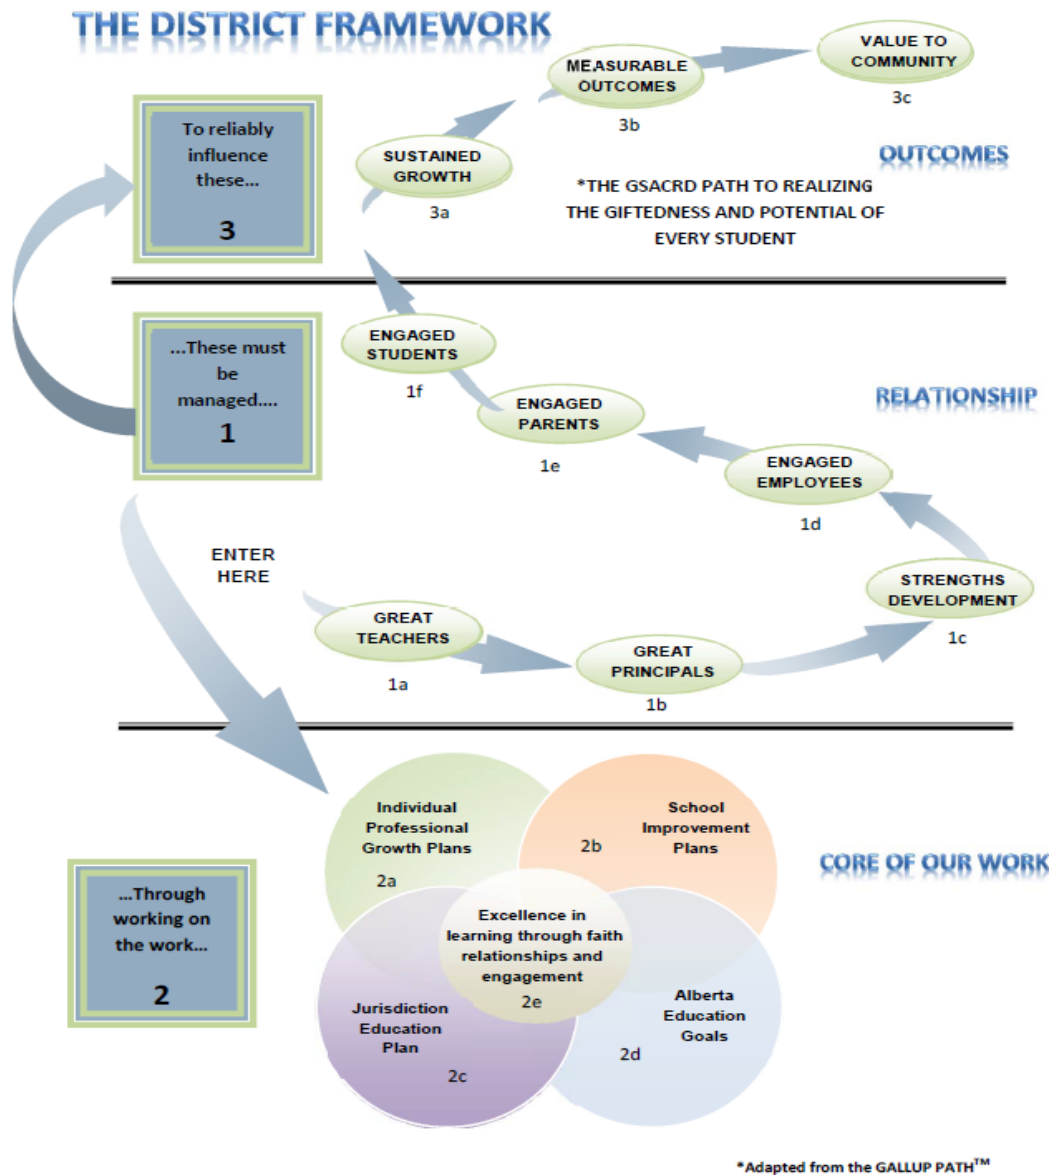 THE DISTRICT FRAMEWORK
VALUE TO
COMMUNITY
3c
MEASURABLE
OUTCOMES
3b
To reliably
influence
these...
3
SUSTAINED
GROWTH
3a
OUTCOMES
*THE GSACRD PATH TO REALIZING
THE GIFTEDNESS AND POTENTIAL OF
EVERY STUDENT
...These must
be
managed....
1
ENGAGED
STUDENTS
1f
ENGAGED
PARENTS
1e
RELATIONSHIP
ENGAGED
EMPLOYEES
1d
ENTER
HERE
STRENGTHS
DEVELOPMENT
1c
GREAT
TEACHERS
1a
GREAT
PRINCIPALS
1b
Individual
Professional
Growth Plans
2a
School
Improvement
Plans
2b
CORE OF OUR WORK
...Through
working on
the work...
2
Excellence in
learning through faith
relationships and
engagement
2e
Jurisdiction
Education
Plan
2c
Alberta
Education
Goals
2d
*Adapted from the GALLUP PATH™